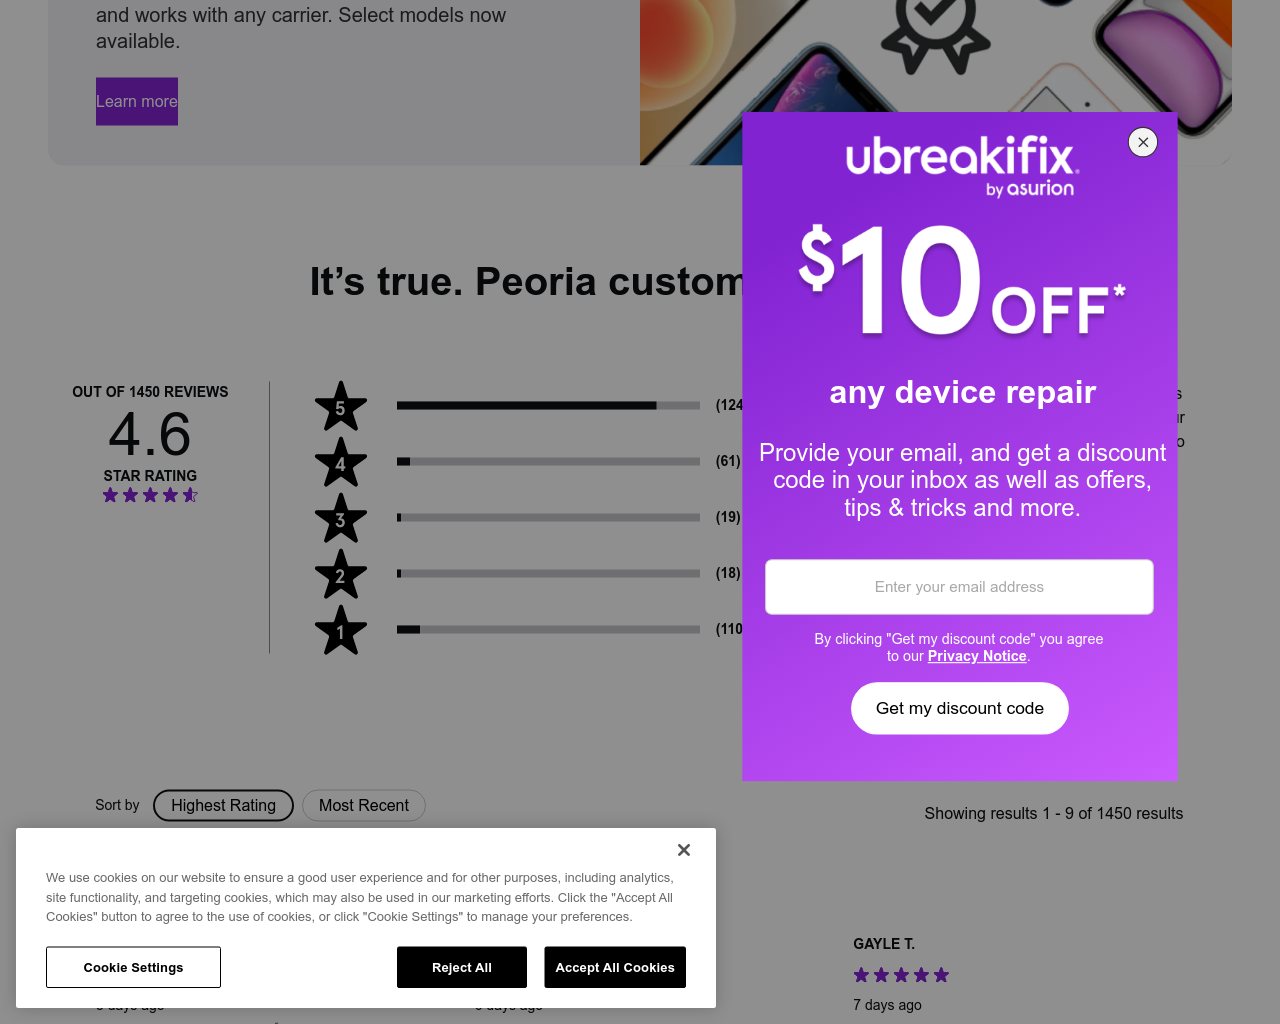 and works with any carrier. Select models now
available.
Learn more
ubreakifix®
by asurion
$10 OFF*
any device repair
Provide your email, and get a discount
code in your inbox as well as offers,
tips & tricks and more.
Enter your email address
By clicking "Get my discount code" you agree
to our Privacy Notice.
Get my discount code
It’s true. Peoria custom
OUT OF 1450 REVIEWS
4.6
STAR RATING
5 (124
4 (61)
3 (19)
2 (18)
1 (110
Sort by Highest Rating Most Recent
Showing results 1 - 9 of 1450 results
We use cookies on our website to ensure a good user experience and for other purposes, including analytics,
site functionality, and targeting cookies, which may also be used in our marketing efforts. Click the "Accept All
Cookies" button to agree to the use of cookies, or click "Cookie Settings" to manage your preferences.
Cookie Settings Reject All Accept All Cookies
GAYLE T.
7 days ago